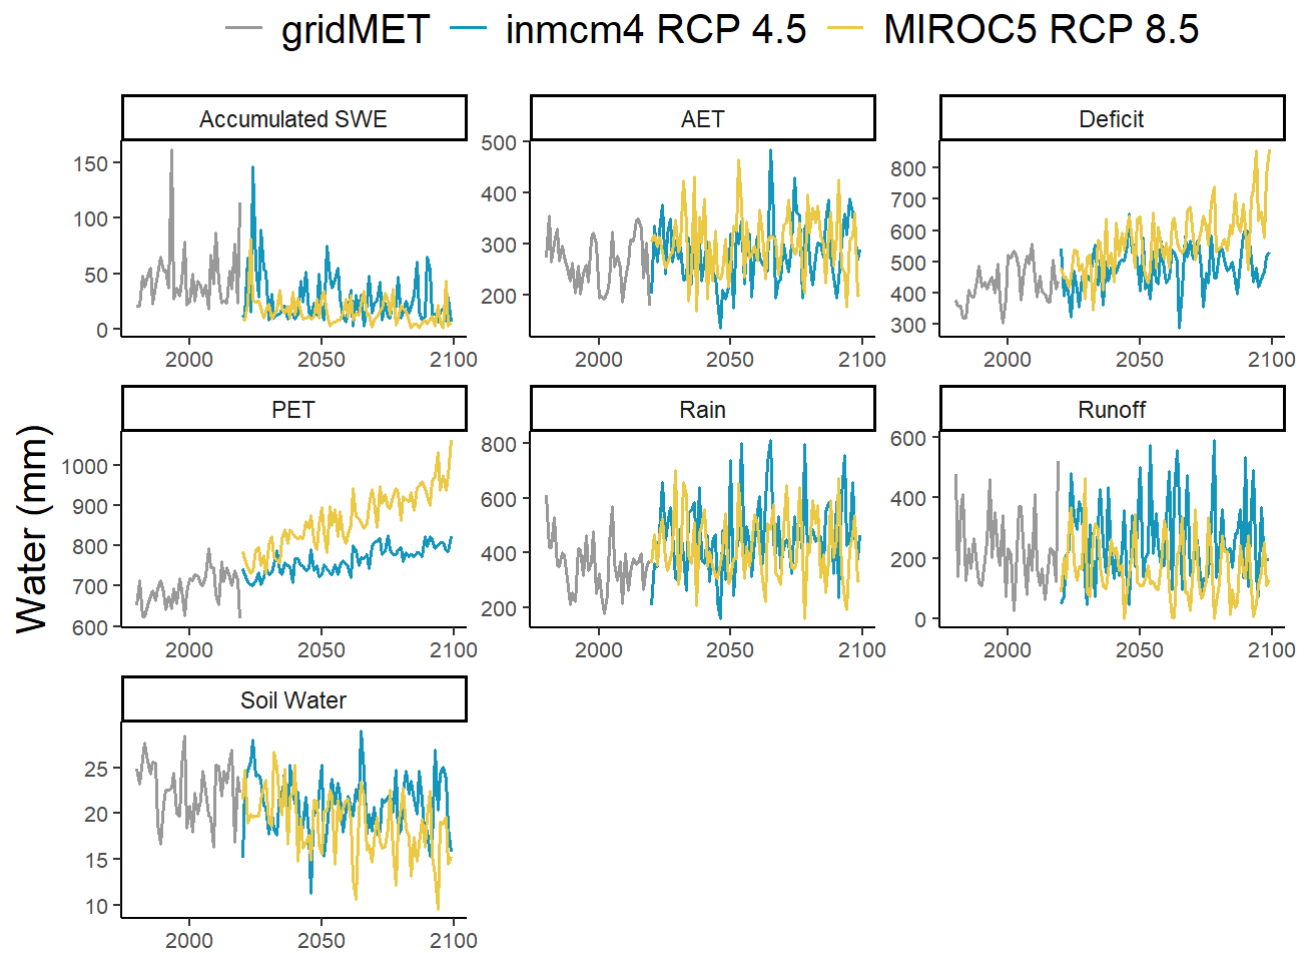 gridMET inmcm4 RCP 4.5 MIROC5 RCP 8.5
Accumulated SWE AET Deficit
150 100 50 0
500 400 300 200
800 700 600 500 400 300
2000 2050 2100 2000 2050 2100 2000 2050 2100
PET Rain Runoff
Water (mm)
1000 900 800 700 600
800 600 400 200
600 400 200 0
2000 2050 2100 2000 2050 2100 2000 2050 2100
Soil Water
25 20 15 10
2000 2050 2100